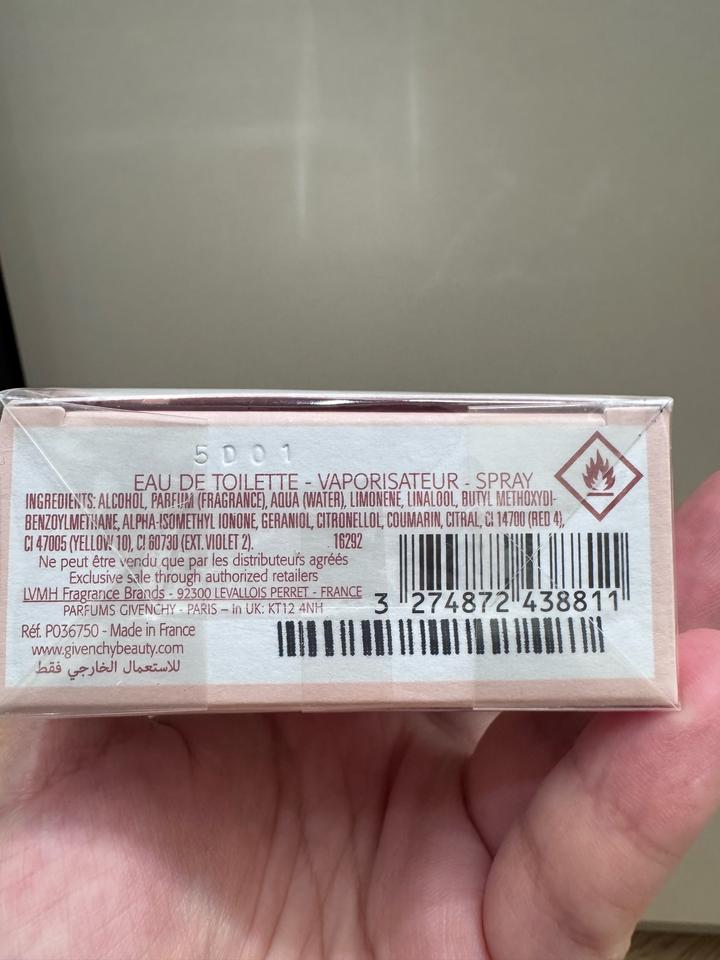 5D01
EAU DE TOILETTE - VAPORISATEUR - SPRAY
INGREDIENTS: ALCOHOL, PARFUM (FRAGRANCE), AQUA (WATER), LIMONENE, LINALOOL, BUTYL METHOXYDI-
BENZOYLMETHANE, ALPHA-ISOMETHYL IONONE, GERANIOL, CITRONELLOL, COUMARIN, CITRAL, CI 14700 (RED 4),
CI 47005 (YELLOW 10), CI 60730 (EXT. VIOLET 2). 16292
Ne peut être vendu que par les distributeurs agréés
Exclusive sale through authorized retailers
LVMH Fragrance Brands - 92300 LEVALLOIS PERRET - FRANCE
PARFUMS GIVENCHY - PARIS – in UK: KT12 4NH
3 274872 438811
Réf. P036750 - Made in France
www.givenchybeauty.com
للاستعمال الخارجي فقط